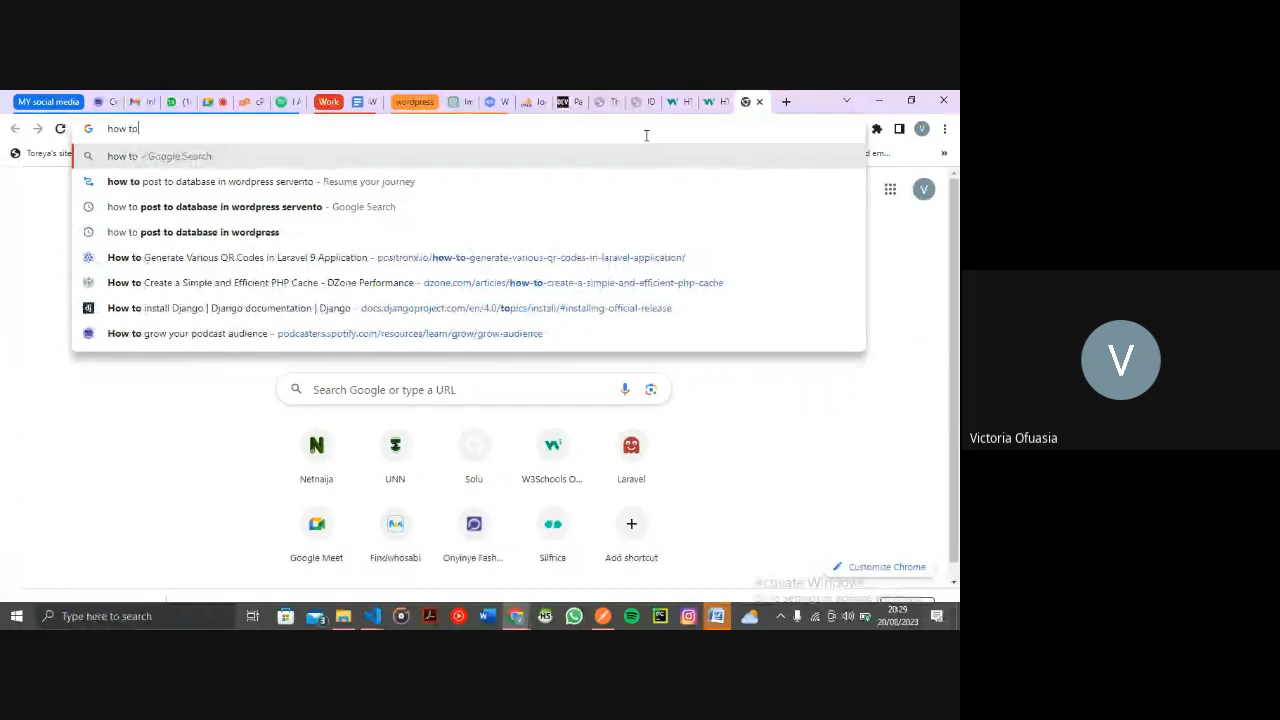 MY social media
Work
wordpress
how to
Toreya's site
em...
how to - Google Search
how to post to database in wordpress servento - Resume your journey
how to post to database in wordpress servento - Google Search
how to post to database in wordpress
How to Generate Various QR Codes in Laravel 9 Application - positronx.io/how-to-generate-various-qr-codes-in-laravel-application/
How to Create a Simple and Efficient PHP Cache - DZone Performance - dzone.com/articles/how-to-create-a-simple-and-efficient-php-cache
How to install Django | Django documentation | Django - docs.djangoproject.com/en/4.0/topics/install/#installing-official-release
How to grow your podcast audience - podcasters.spotify.com/resources/learn/grow/grow-audience
V
Search Google or type a URL
Netnaija
UNN
Solu
W3Schools O...
Laravel
Google Meet
Findwhosabi
Onyinye Fash...
Silfrica
Add shortcut
Customize Chrome
Activate Windows
Type here to search
20:29
20/08/2023
V
Victoria Ofuasia